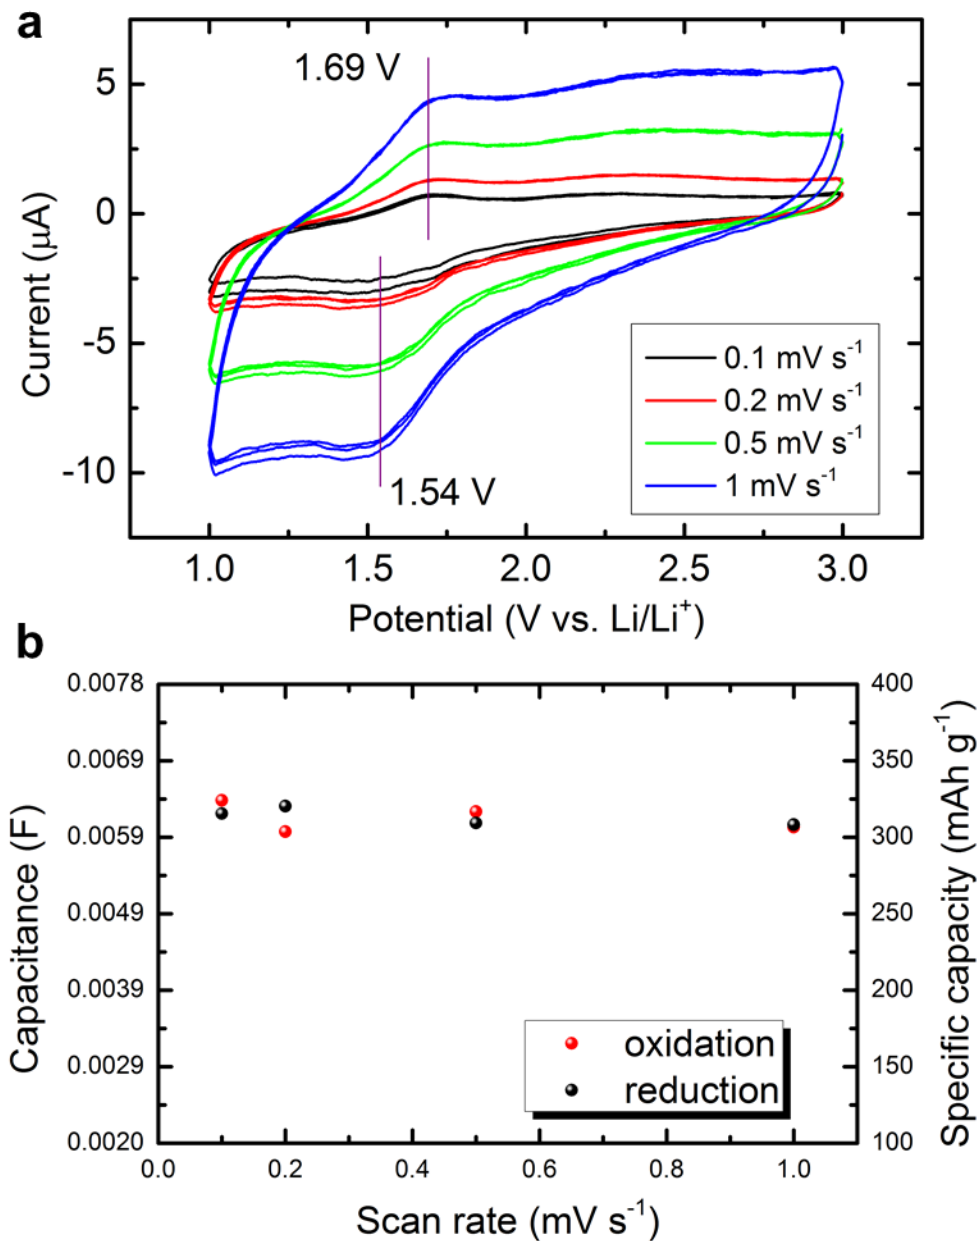 a
1.69 V
5
0
-5
-10
Current (μA)
1.54 V
0.1 mV s⁻¹
0.2 mV s⁻¹
0.5 mV s⁻¹
1 mV s⁻¹
1.0 1.5 2.0 2.5 3.0
Potential (V vs. Li/Li⁺)
b
0.0078
0.0069
0.0059
0.0049
0.0039
0.0029
0.0020
Capacitance (F)
400
350
300
250
200
150
100
Specific capacity (mAh g⁻¹)
oxidation
reduction
0.0 0.2 0.4 0.6 0.8 1.0
Scan rate (mV s⁻¹)